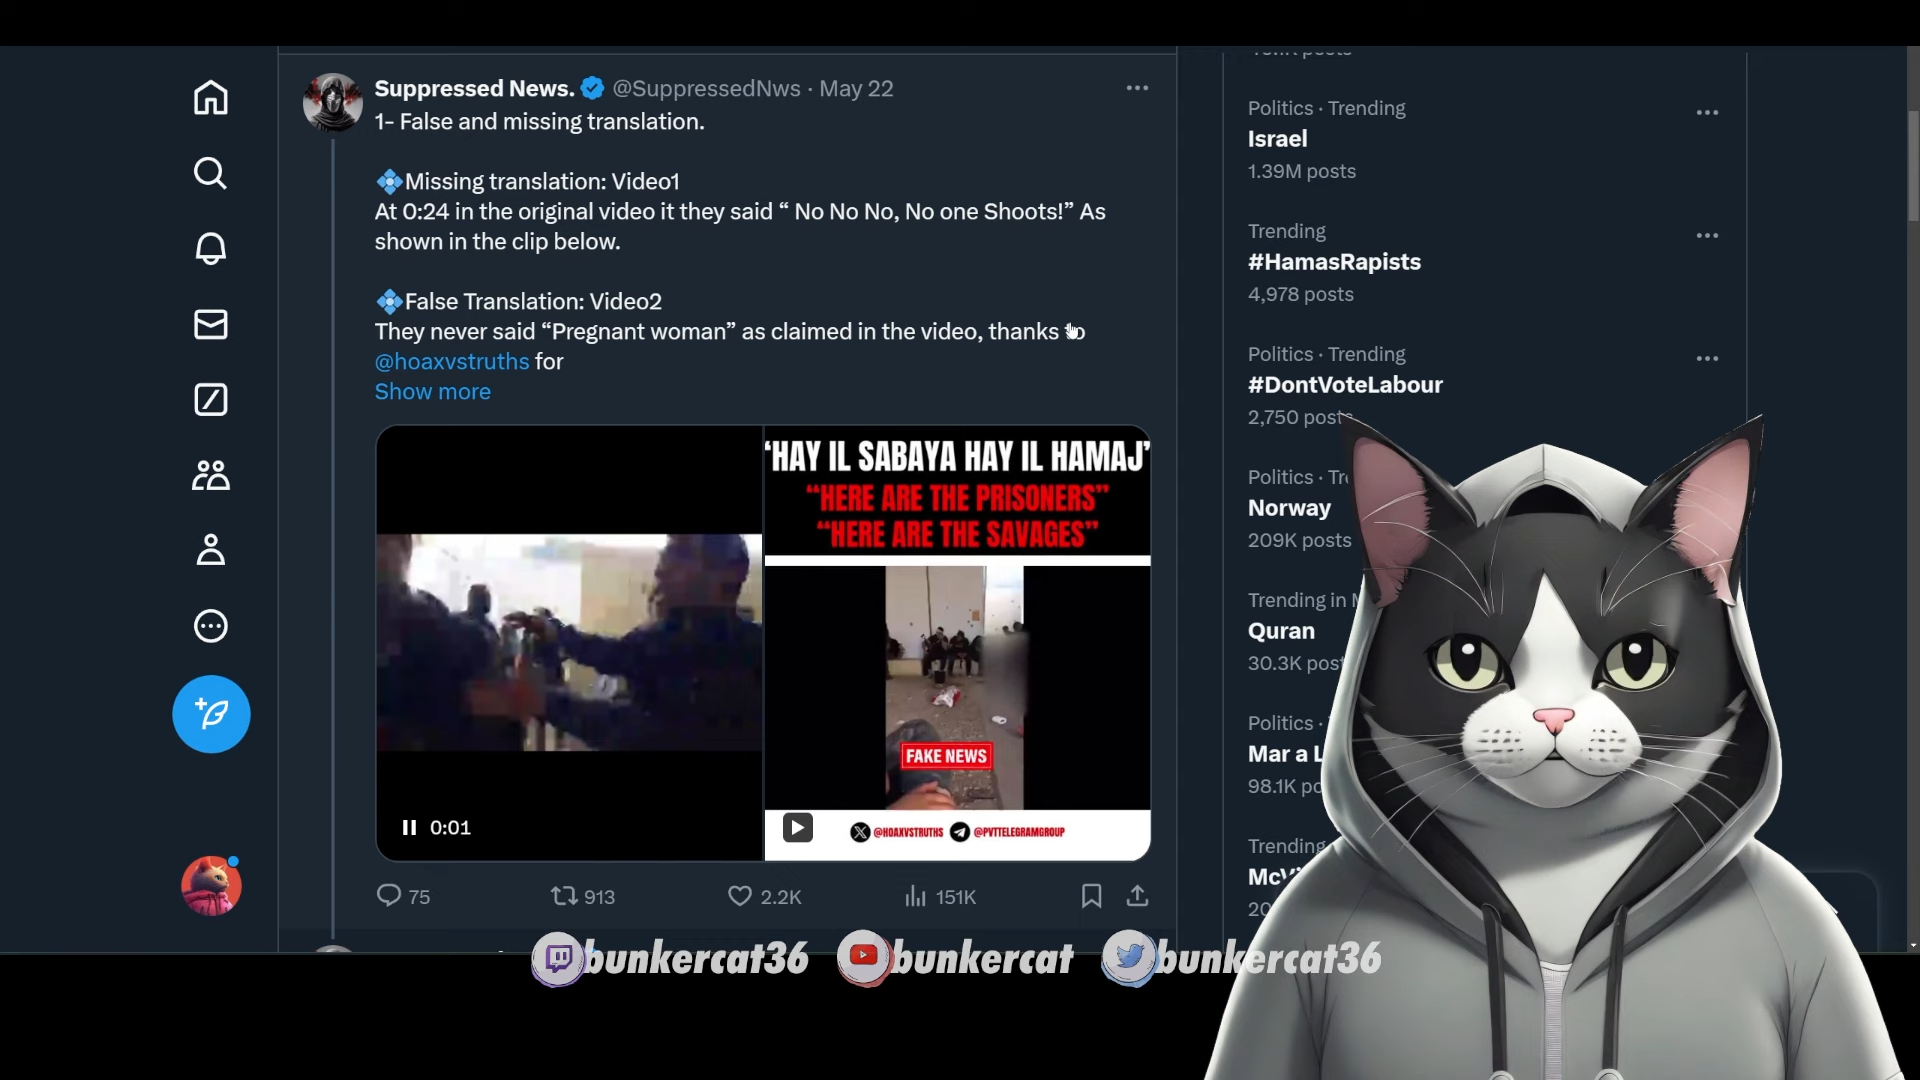 Suppressed News. @SuppressedNws · May 22
1- False and missing translation.
Missing translation: Video1
At 0:24 in the original video it they said “ No No No, No one Shoots!” As
shown in the clip below.
False Translation: Video2
They never said “Pregnant woman” as claimed in the video, thanks to
@hoaxvstruths for
Show more
0:01
‘HAY IL SABAYA HAY IL HAMAJ’
“HERE ARE THE PRISONERS”
“HERE ARE THE SAVAGES”
FAKE NEWS
@HOAXVSTRUTHS @PVTTELEGRAMGROUP
75 913 2.2K 151K
Politics · Trending
Israel
1.39M posts
Trending
#HamasRapists
4,978 posts
Politics · Trending
#DontVoteLabour
2,750 posts
Politics ·
Norway
209K posts
Trending in
Quran
30.3K
Politics ·
Mar a
98.1K
Trending
bunkercat36 bunkercat bunkercat36